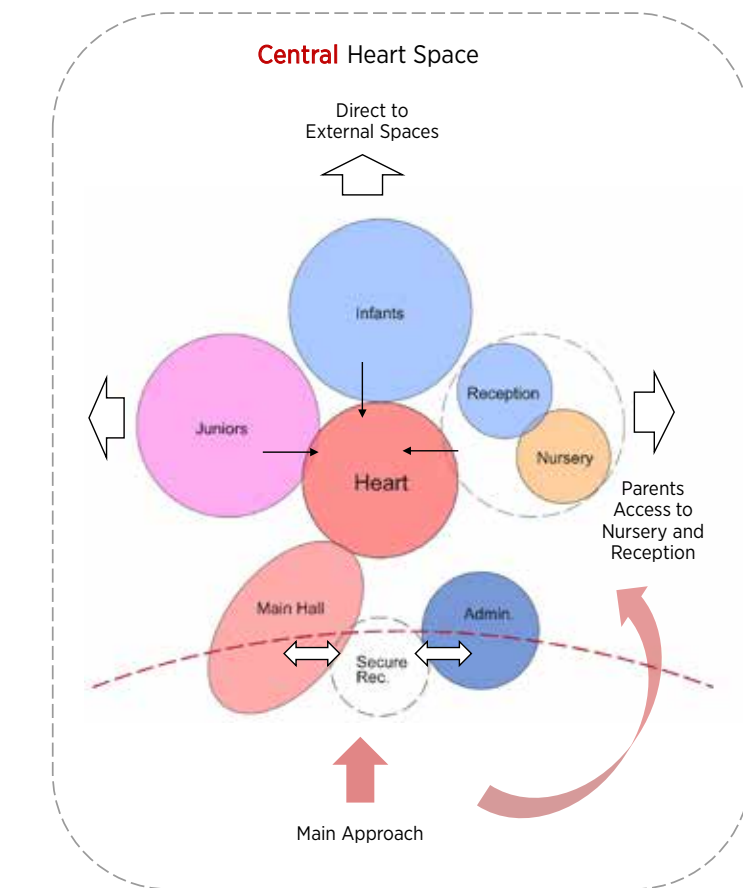 Central Heart Space
Direct to
External Spaces
Infants
Reception
Juniors
Nursery
Heart
Parents
Access to
Nursery and
Reception
Main Hall
Admin.
Secure
Rec.
Main Approach